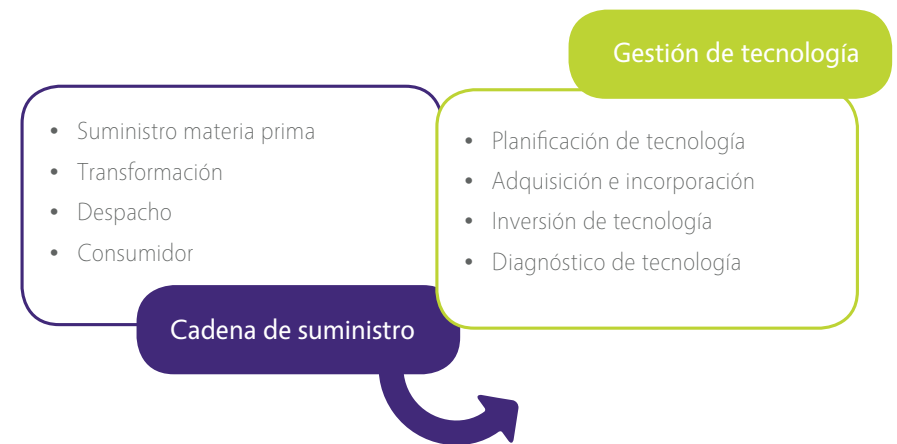 Gestión de tecnología
• Suministro materia prima
• Transformación
• Despacho
• Consumidor
Cadena de suministro
• Planificación de tecnología
• Adquisición e incorporación
• Inversión de tecnología
• Diagnóstico de tecnología